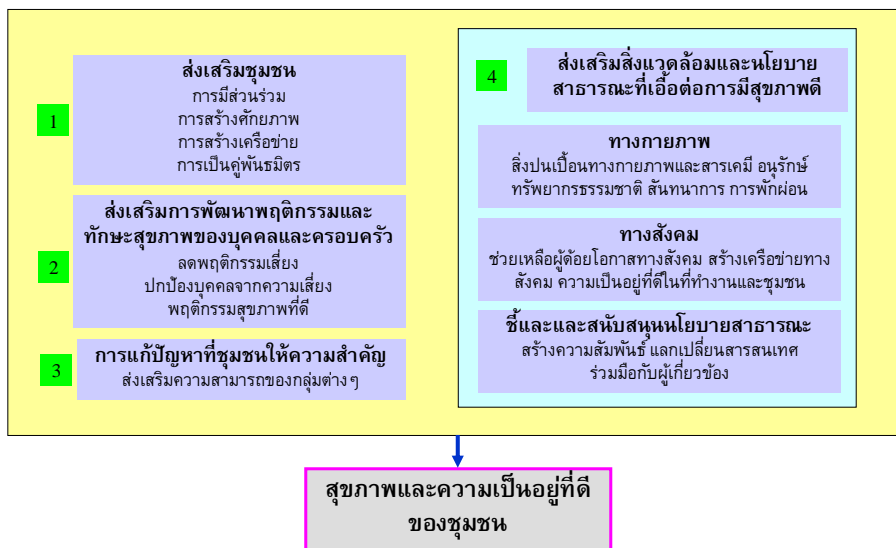 1
ส่งเสริมชุมชน
การมีส่วนร่วม
การสร้างศักยภาพ
การสร้างเครือข่าย
การเป็นคู่พันธมิตร
2
ส่งเสริมการพัฒนาพฤติกรรมและ
ทักษะสุขภาพของบุคคลและครอบครัว
ลดพฤติกรรมเสี่ยง
ปกป้องบุคคลจากความเสี่ยง
พฤติกรรมสุขภาพที่ดี
3
การแก้ปัญหาที่ชุมชนให้ความสำคัญ
ส่งเสริมความสามารถของกลุ่มต่างๆ
4
ส่งเสริมสิ่งแวดล้อมและนโยบาย
สาธารณะที่เอื้อต่อการมีสุขภาพดี
ทางกายภาพ
สิ่งปนเปื้อนทางกายภาพและสารเคมี อนุรักษ์
ทรัพยากรธรรมชาติ สันทนาการ การพักผ่อน
ทางสังคม
ช่วยเหลือผู้ด้อยโอกาสทางสังคม สร้างเครือข่ายทาง
สังคม ความเป็นอยู่ที่ดีในที่ทำงานและชุมชน
ชี้และและสนับสนุนนโยบายสาธารณะ
สร้างความสัมพันธ์ แลกเปลี่ยนสารสนเทศ
ร่วมมือกับผู้เกี่ยวข้อง
สุขภาพและความเป็นอยู่ที่ดี
ของชุมชน